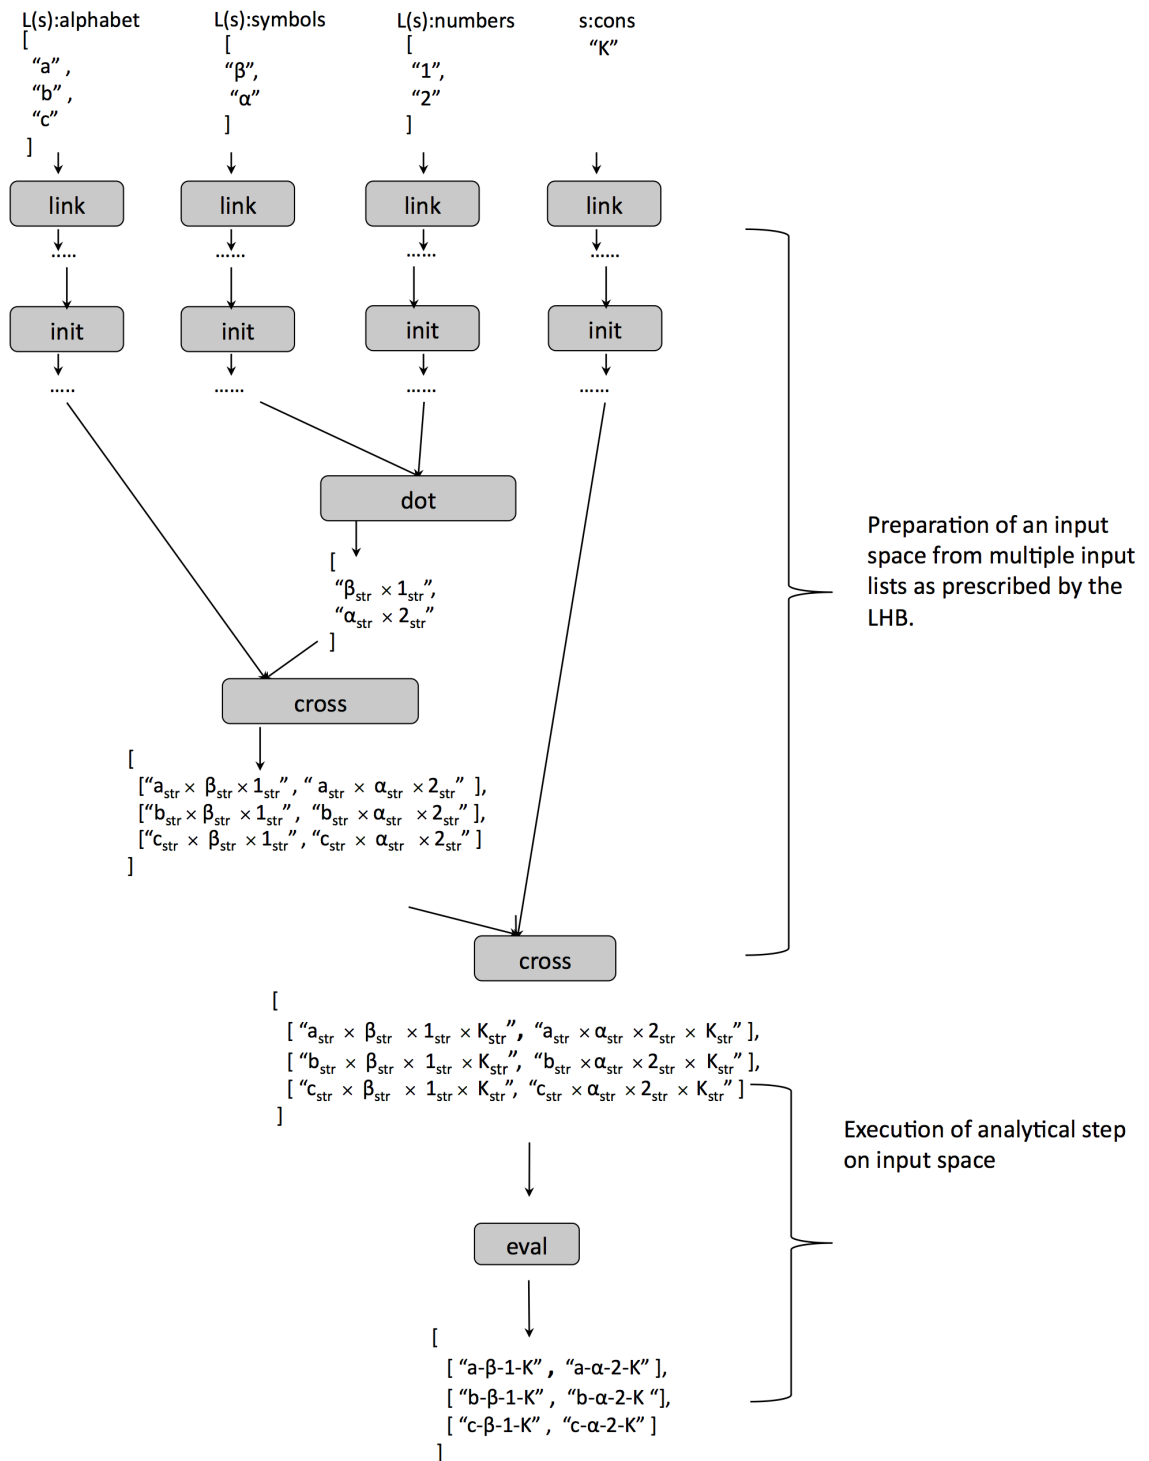 L(s):alphabet L(s):symbols L(s):numbers s:cons
[ [ [ “K”
“a” , “β”, “1”,
“b” , “α” “2”
“c” ] ]
]
link link link link
..... ...... ...... ......
init init init init
..... ...... ...... ......
dot
[
“βstr × 1str”,
“αstr × 2str”
]
Preparation of an input
space from multiple input
lists as prescribed by the
LHB.
cross
[
[“astr × βstr × 1str” , “ astr × αstr × 2str” ],
[“bstr × βstr × 1str” , “bstr × αstr × 2str” ],
[“cstr × βstr × 1str” , “cstr × αstr × 2str” ]
]
cross
[
[ “astr × βstr × 1str × Kstr”, “astr × αstr × 2str × Kstr” ],
[ “bstr × βstr × 1str × Kstr”, “bstr × αstr × 2str × Kstr” ],
[ “cstr × βstr × 1str × Kstr”, “cstr × αstr × 2str × Kstr” ]
]
Execution of analytical step
on input space
eval
[
[ “a-β-1-K” , “a-α-2-K” ],
[ “b-β-1-K” , “b-α-2-K “],
[ “c-β-1-K” , “c-α-2-K” ]
]